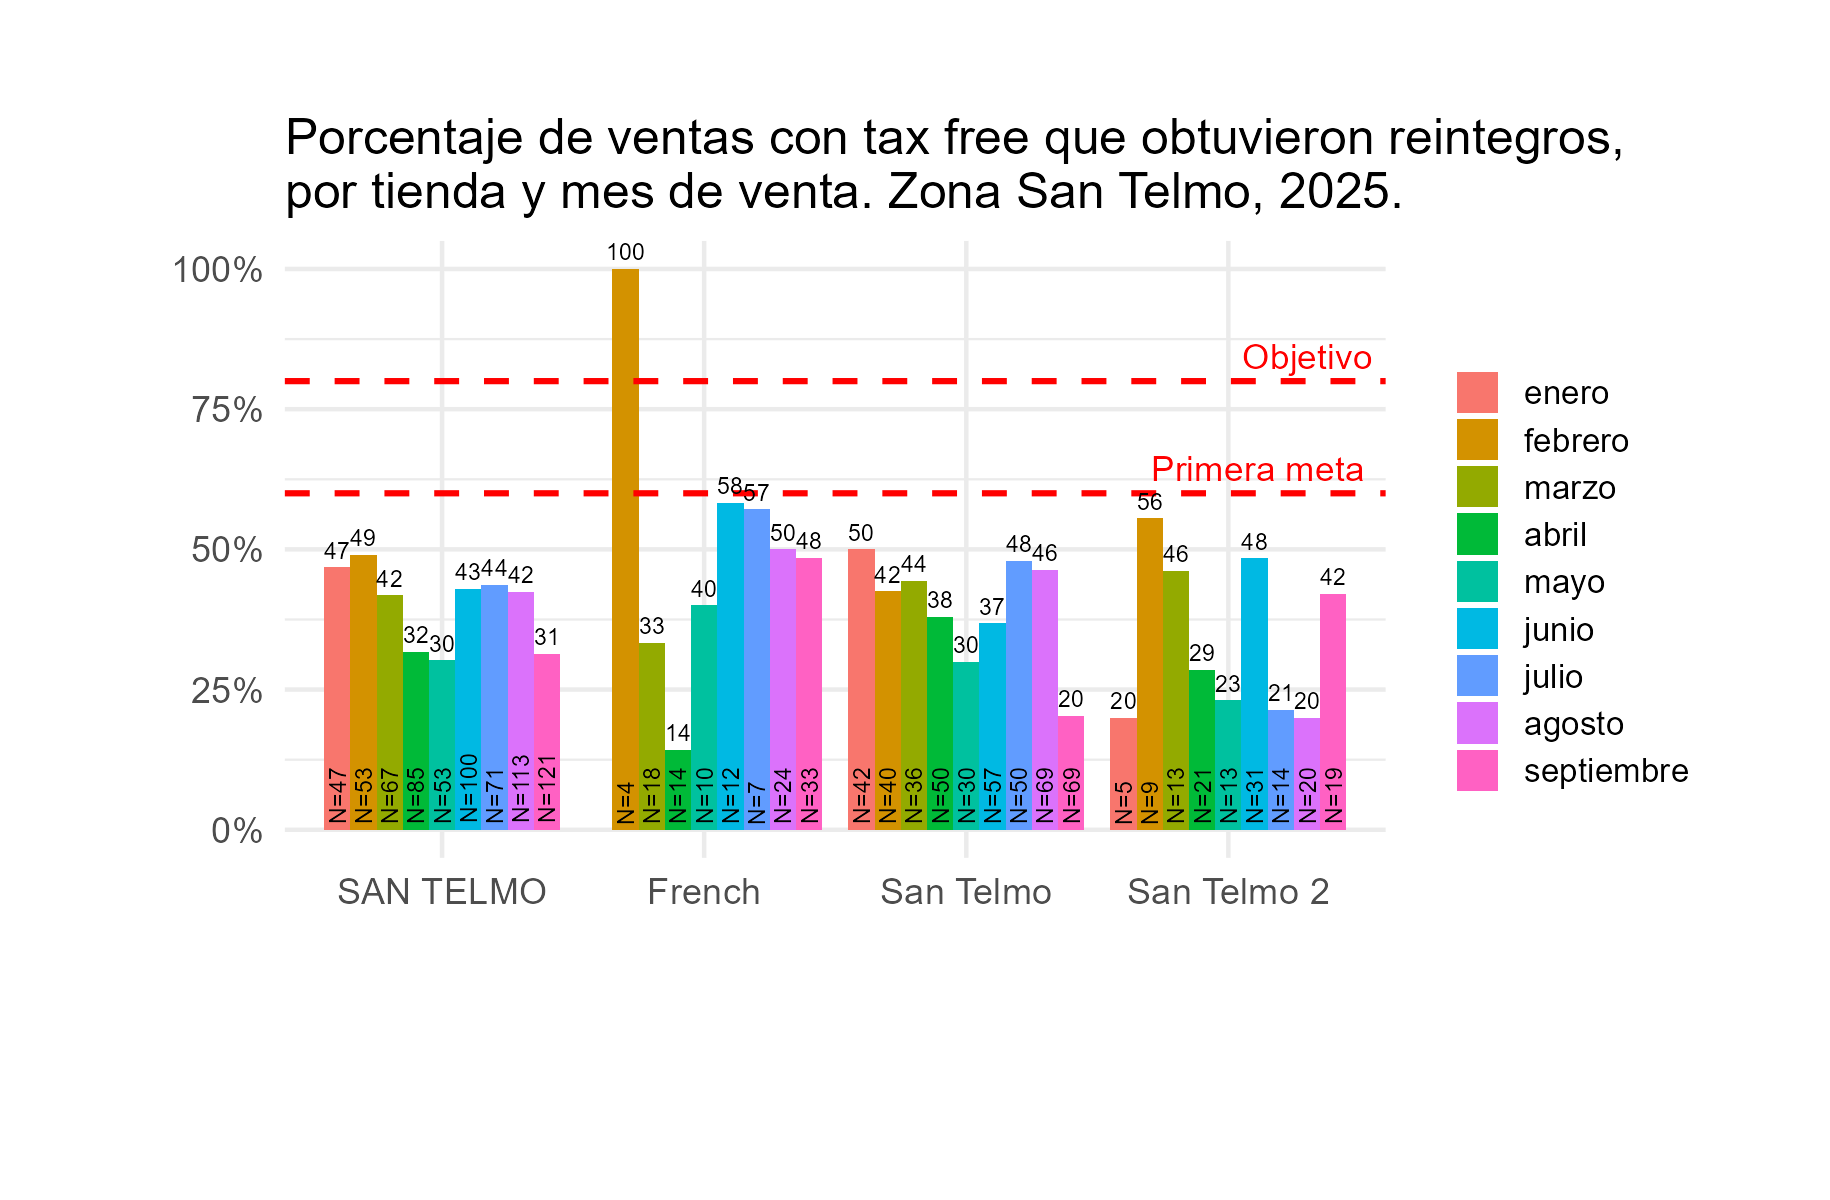 Porcentaje de ventas con tax free que obtuvieron reintegros,
por tienda y mes de venta. Zona San Telmo, 2025.
100%
75%
50%
25%
0%
Objetivo
Primera meta
47 49 42 32 30 43 44 42 31
N=47 N=53 N=67 N=85 N=53 N=100 N=71 N=113 N=121
100 33 14 40 58 57 50 48
N=4 N=18 N=14 N=10 N=12 N=7 N=24 N=33
50 42 44 38 30 37 48 46 20
N=42 N=40 N=36 N=50 N=30 N=57 N=50 N=69 N=69
20 56 46 29 23 48 21 20 42
N=5 N=9 N=13 N=21 N=13 N=31 N=14 N=20 N=19
SAN TELMO French San Telmo San Telmo 2
enero
febrero
marzo
abril
mayo
junio
julio
agosto
septiembre